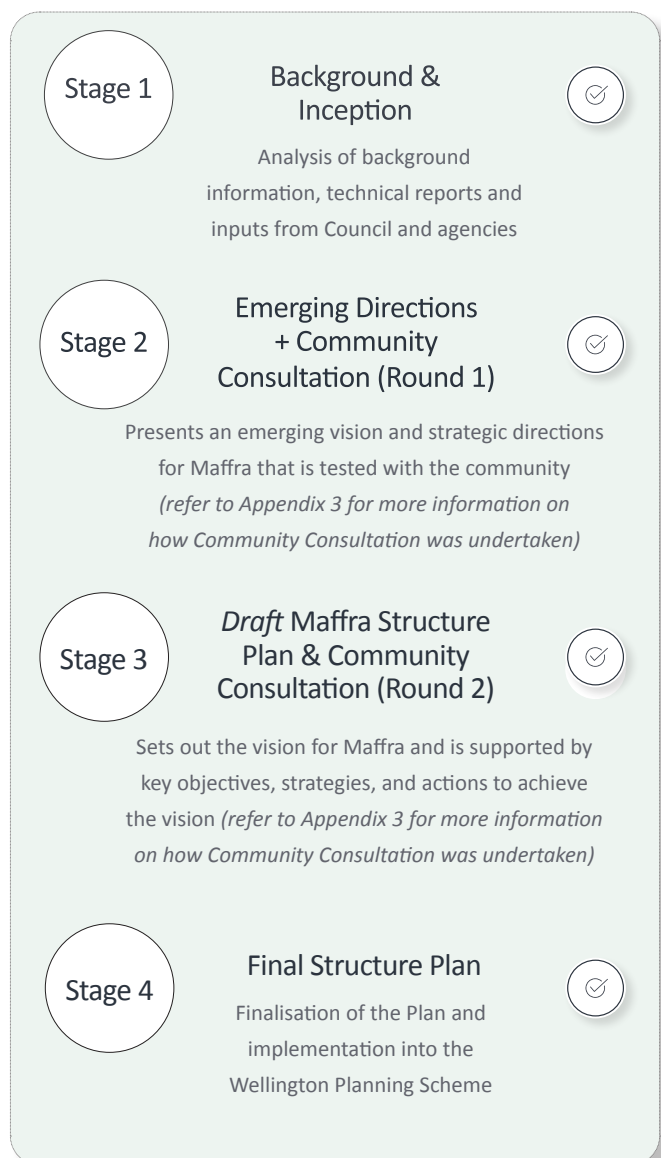 Stage 1
Background &
Inception
Analysis of background
information, technical reports and
inputs from Council and agencies
Stage 2
Emerging Directions
+ Community
Consultation (Round 1)
Presents an emerging vision and strategic directions
for Maffra that is tested with the community
(refer to Appendix 3 for more information on
how Community Consultation was undertaken)
Stage 3
Draft Maffra Structure
Plan & Community
Consultation (Round 2)
Sets out the vision for Maffra and is supported by
key objectives, strategies, and actions to achieve
the vision (refer to Appendix 3 for more information
on how Community Consultation was undertaken)
Stage 4
Final Structure Plan
Finalisation of the Plan and
implementation into the
Wellington Planning Scheme